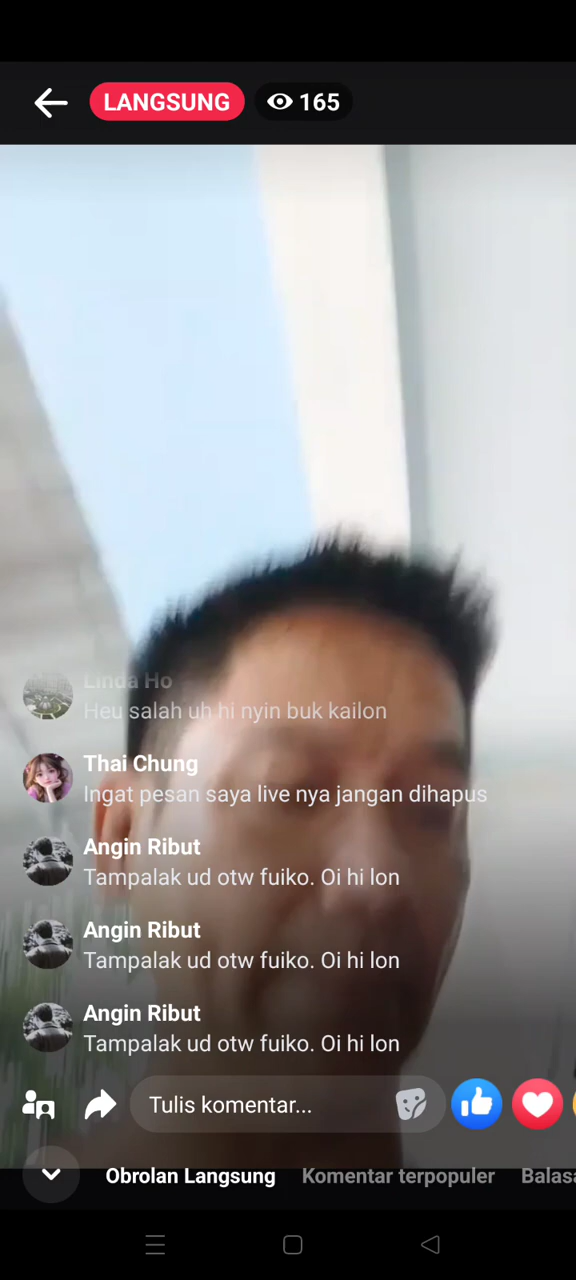 LANGSUNG
165
Linda Ho
Heu salah uh hi nyin buk kailon
Thai Chung
Ingat pesan saya live nya jangan dihapus
Angin Ribut
Tampalak ud otw fuiko. Oi hi lon
Angin Ribut
Tampalak ud otw fuiko. Oi hi lon
Angin Ribut
Tampalak ud otw fuiko. Oi hi lon
Tulis komentar...
Obrolan Langsung
Komentar terpopuler
Balasa